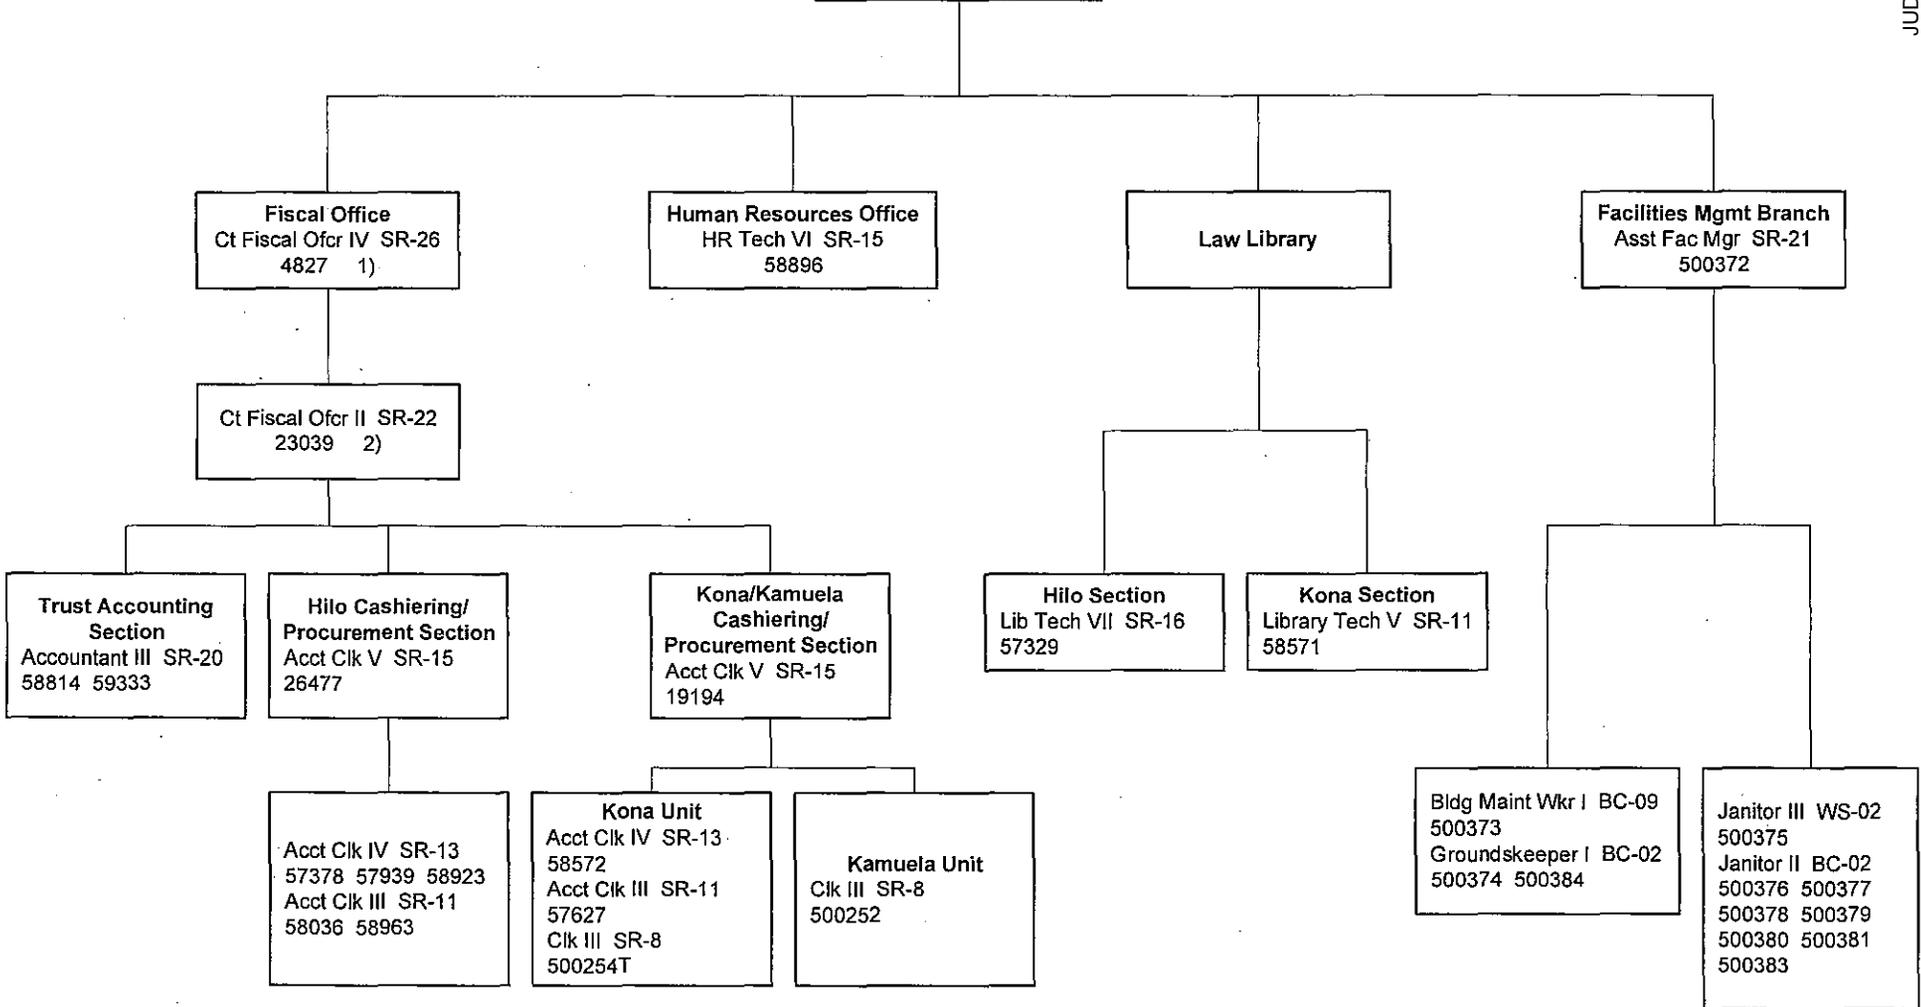 JUD
Fiscal Office
Ct Fiscal Ofcr IV SR-26
4827 1)
Human Resources Office
HR Tech VI SR-15
58896
Law Library
Facilities Mgmt Branch
Asst Fac Mgr SR-21
500372
Ct Fiscal Ofcr II SR-22
23039 2)
Trust Accounting
Section
Accountant III SR-20
58814 59333
Hilo Cashiering/
Procurement Section
Acct Clk V SR-15
26477
Kona/Kamuela
Cashiering/
Procurement Section
Acct Clk V SR-15
19194
Hilo Section
Lib Tech VII SR-16
57329
Kona Section
Library Tech V SR-11
58571
Acct Clk IV SR-13
57378 57939 58923
Acct Clk III SR-11
58036 58963
Kona Unit
Acct Clk IV SR-13
58572
Acct Clk III SR-11
57627
Clk III SR-8
500254T
Kamuela Unit
Clk III SR-8
500252
Bldg Maint Wkr I BC-09
500373
Groundskeeper I BC-02
500374 500384
Janitor III WS-02
500375
Janitor II BC-02
500376 500377
500378 500379
500380 500381
500383